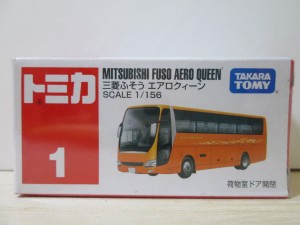 トミカ
1
MITSUBISHI FUSO AERO QUEEN
三菱ふそう エアロクィーン
SCALE 1/156
TAKARA
TOMY
荷物室ドア開閉